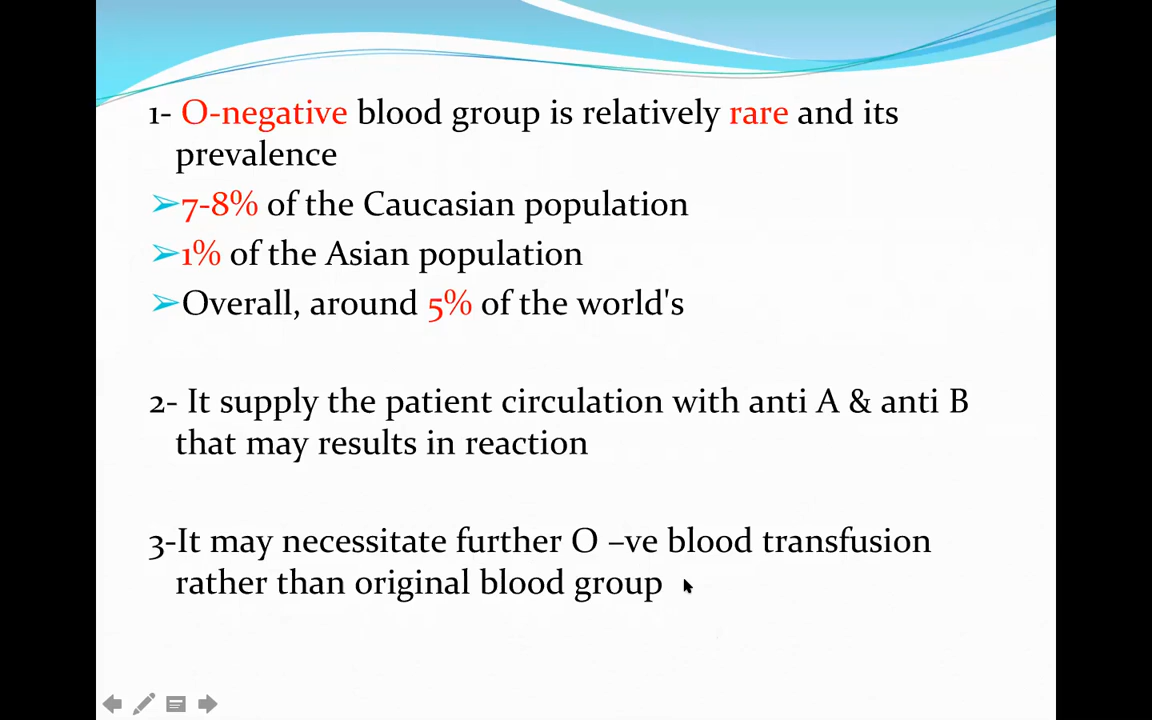 1- O-negative blood group is relatively rare and its
prevalence
➢7-8% of the Caucasian population
➢1% of the Asian population
➢Overall, around 5% of the world's
2- It supply the patient circulation with anti A & anti B
that may results in reaction
3-It may necessitate further O –ve blood transfusion
rather than original blood group